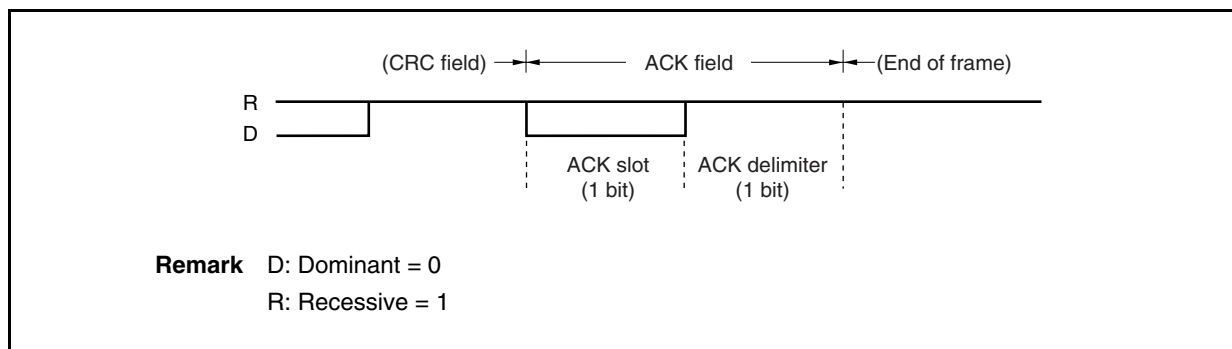 (CRC field) ACK field (End of frame)
R
D
ACK slot ACK delimiter
(1 bit) (1 bit)
Remark D: Dominant = 0
R: Recessive = 1